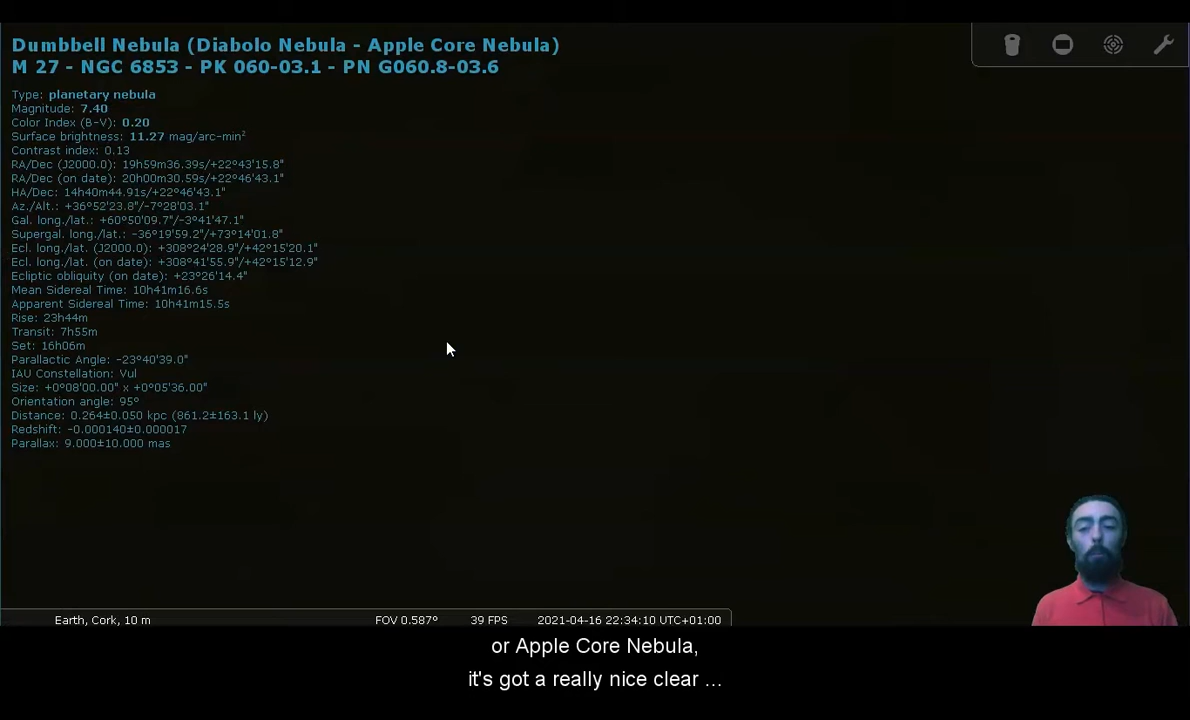 Dumbbell Nebula (Diabolo Nebula - Apple Core Nebula)
M 27 - NGC 6853 - PK 060-03.1 - PN G060.8-03.6
Type: planetary nebula
Magnitude: 7.40
Color Index (B-V): 0.20
Surface brightness: 11.27 mag/arc-min²
Contrast index: 0.13
RA/Dec (J2000.0): 19h59m36.39s/+22°43'15.8"
RA/Dec (on date): 20h00m30.59s/+22°46'43.1"
HA/Dec: 14h40m44.91s/+22°46'43.1"
Az./Alt.: +36°52'23.8"/-7°28'03.1"
Gal. long./lat.: +60°50'09.7"/-3°41'47.1"
Supergal. long./lat.: -36°19'59.2"/+73°14'01.8"
Ecl. long./lat. (J2000.0): +308°24'28.9"/+42°15'20.1"
Ecl. long./lat. (on date): +308°41'55.9"/+42°15'12.9"
Ecliptic obliquity (on date): +23°26'14.4"
Mean Sidereal Time: 10h41m16.6s
Apparent Sidereal Time: 10h41m15.5s
Rise: 23h44m
Transit: 7h55m
Set: 16h06m
Parallactic Angle: -23°40'39.0"
IAU Constellation: Vul
Size: +0°08'00.00" x +0°05'36.00"
Orientation angle: 95°
Distance: 0.264±0.050 kpc (861.2±163.1 ly)
Redshift: -0.000140±0.000017
Parallax: 9.000±10.000 mas
Earth, Cork, 10 m FOV 0.587° 39 FPS 2021-04-16 22:34:10 UTC+01:00
or Apple Core Nebula,
it's got a really nice clear ...